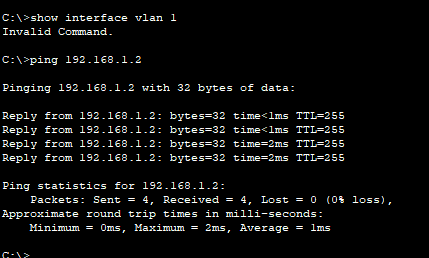 C:\>show interface vlan 1
Invalid Command.
C:\>ping 192.168.1.2
Pinging 192.168.1.2 with 32 bytes of data:
Reply from 192.168.1.2: bytes=32 time<1ms TTL=255
Reply from 192.168.1.2: bytes=32 time<1ms TTL=255
Reply from 192.168.1.2: bytes=32 time=2ms TTL=255
Reply from 192.168.1.2: bytes=32 time=2ms TTL=255
Ping statistics for 192.168.1.2:
    Packets: Sent = 4, Received = 4, Lost = 0 (0% loss),
Approximate round trip times in milli-seconds:
    Minimum = 0ms, Maximum = 2ms, Average = 1ms
C:\>